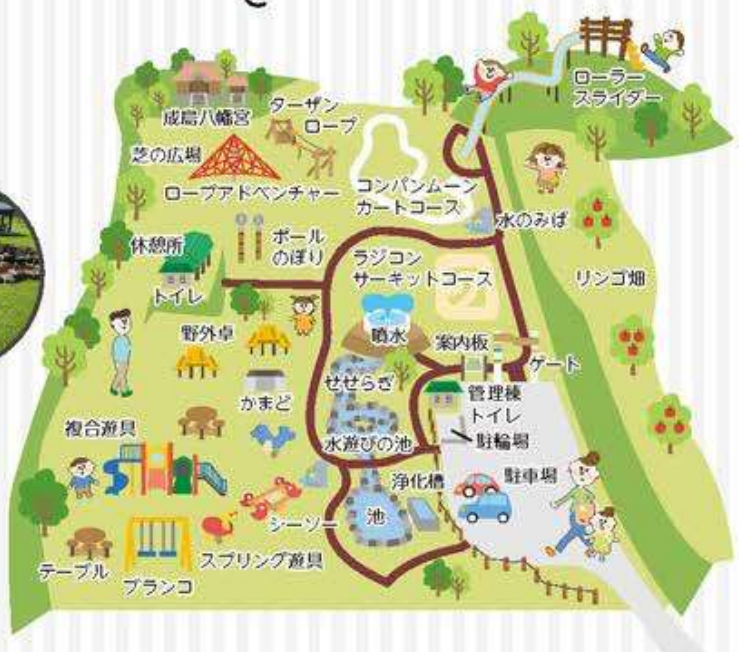 ローラー
スライダー
成島八幡宮
ターザン
ロープ
芝の広場
ロープアドベンチャー
コンパンムーン
カートコース
水のみば
休憩所
ポール
のぼり
ラジコン
サーキットコース
リンゴ畑
トイレ
野外卓
噴水
案内板
ゲート
かまど
せせらぎ
管理棟
トイレ
複合遊具
水遊びの池
駐輪場
浄化槽
駐車場
池
シーソー
スプリング遊具
テーブル
ブランコ